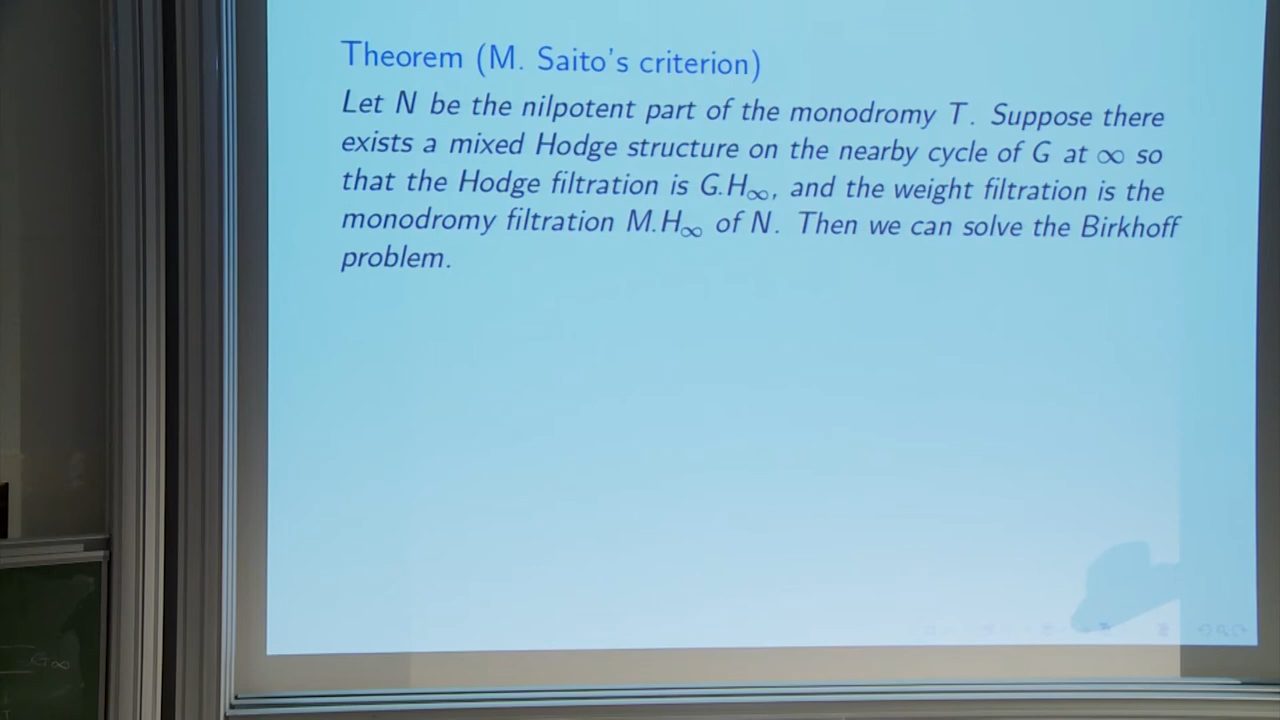 Theorem (M. Saito's criterion)
Let N be the nilpotent part of the monodromy T. Suppose there
exists a mixed Hodge structure on the nearby cycle of G at ∞ so
that the Hodge filtration is G.H∞, and the weight filtration is the
monodromy filtration M.H∞ of N. Then we can solve the Birkhoff
problem.